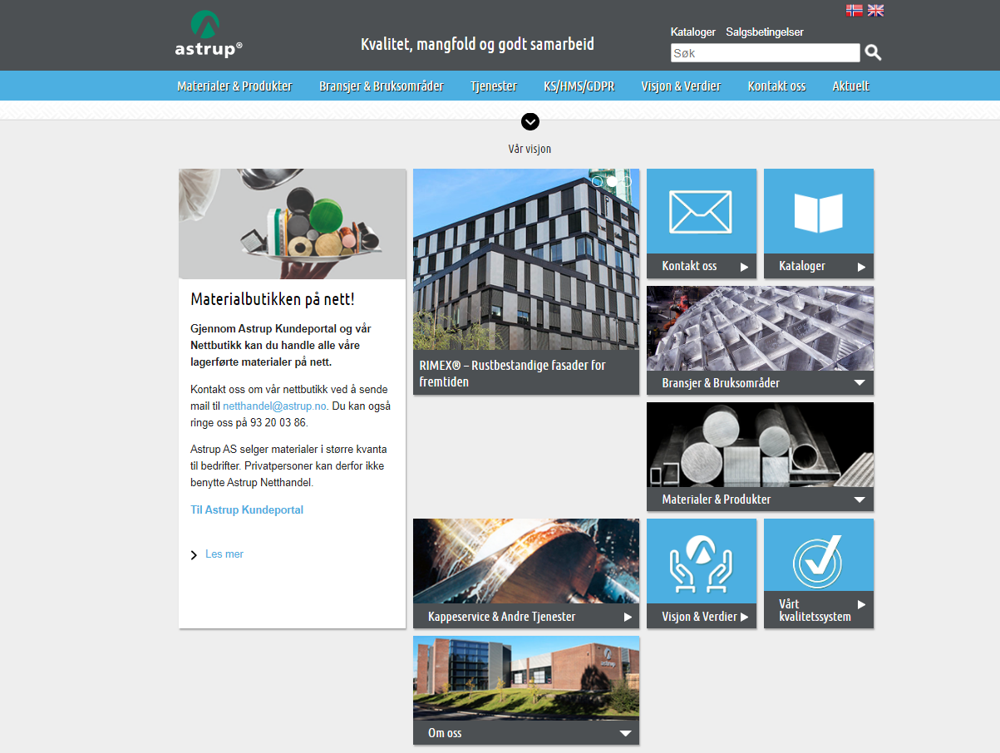 astrup®
Kvalitet, mangfold og godt samarbeid
Kataloger Salgsbetingelser
Søk
Materialer & Produkter Bransjer & Bruksområder Tjenester KS/HMS/GDPR Visjon & Verdier Kontakt oss Aktuelt
Vår visjon
Materialbutikken på nett!
Gjennom Astrup Kundeportal og vår
Nettbutikk kan du handle alle våre
lagerførte materialer på nett.
Kontakt oss om vår nettbutikk ved å sende
mail til netthandel@astrup.no. Du kan også
ringe oss på 93 20 03 86.
Astrup AS selger materialer i større kvanta
til bedrifter. Privatpersoner kan derfor ikke
benytte Astrup Netthandel.
Til Astrup Kundeportal
Les mer
RIMEX® – Rustbestandige fasader for
fremtiden
Kontakt oss
Kataloger
Bransjer & Bruksområder
Materialer & Produkter
Kappeservice & Andre Tjenester
Visjon & Verdier
Vårt
kvalitetssystem
astrup
Om oss